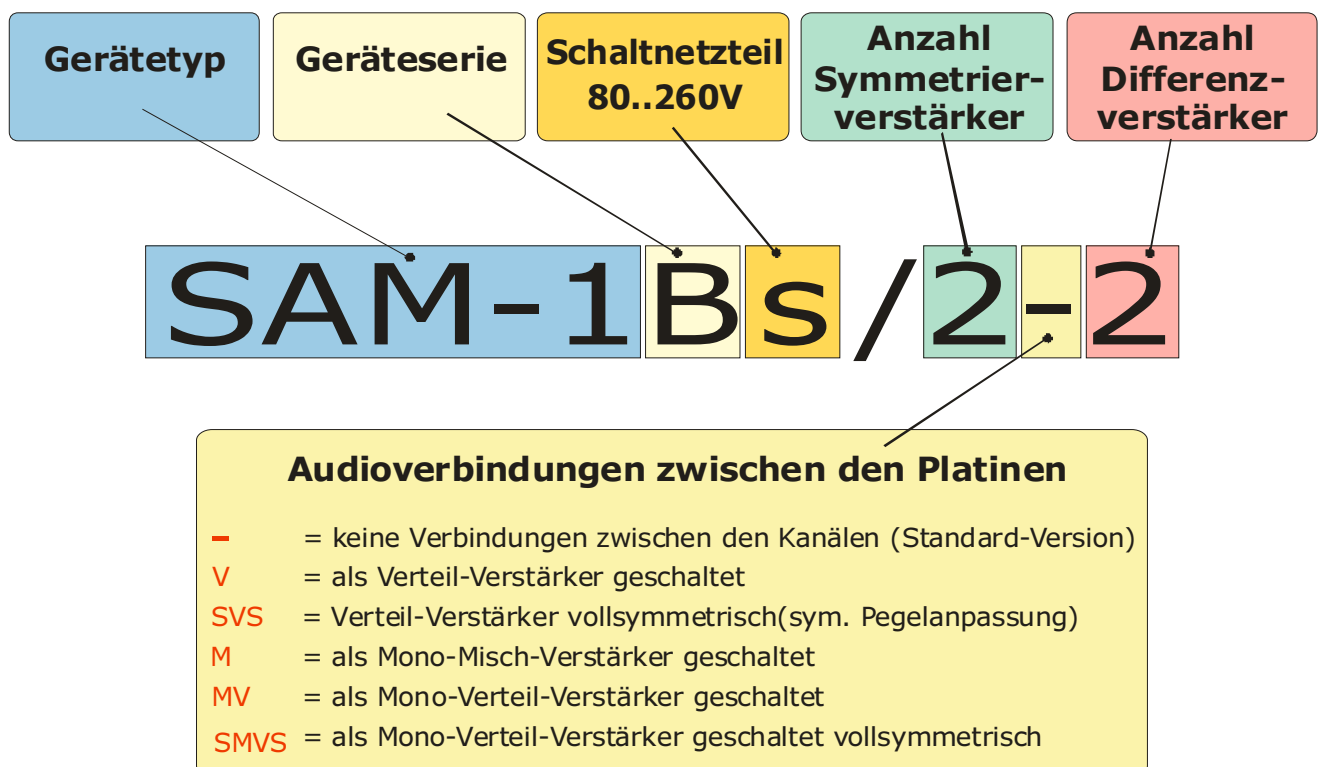 Gerätetyp
Geräteserie
Schaltnetzteil
80..260V
Anzahl
Symmetrier-
verstärker
Anzahl
Differenz-
verstärker
SAM-1Bs/2-2
Audioverbindungen zwischen den Platinen
– = keine Verbindungen zwischen den Kanälen (Standard-Version)
V = als Verteil-Verstärker geschaltet
SVS = Verteil-Verstärker vollsymmetrisch(sym. Pegelanpassung)
M = als Mono-Misch-Verstärker geschaltet
MV = als Mono-Verteil-Verstärker geschaltet
SMVS = als Mono-Verteil-Verstärker geschaltet vollsymmetrisch